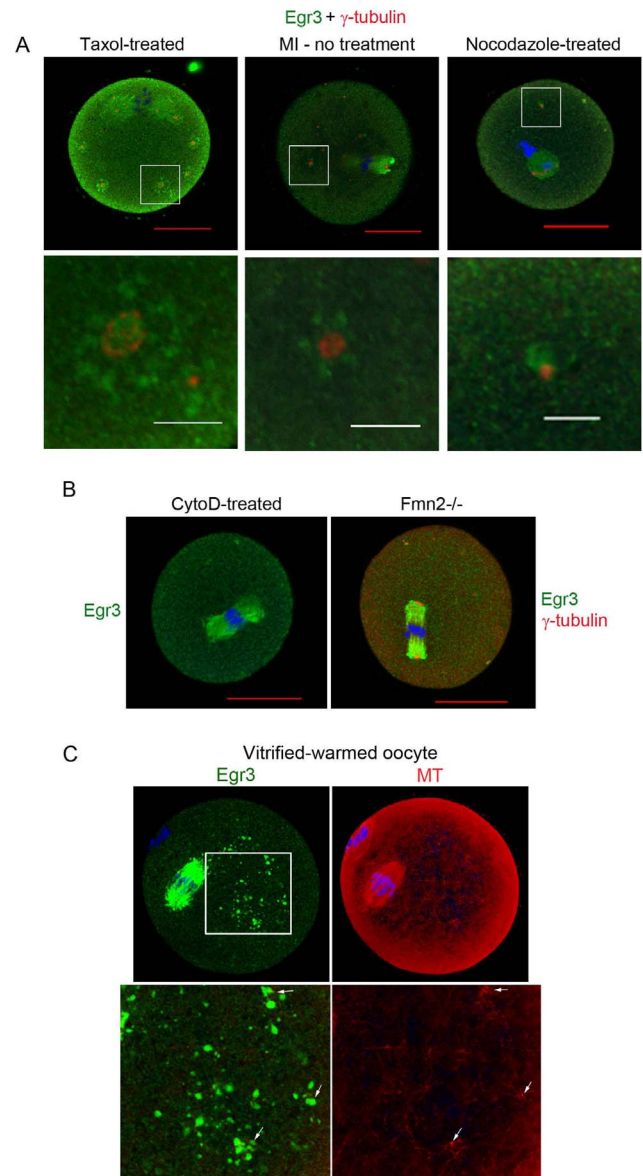 Egr3 + γ-tubulin
A
Taxol-treated
MI - no treatment
Nocodazole-treated
B
CytoD-treated
Fmn2-/-
Egr3
Egr3
γ-tubulin
C
Vitrified-warmed oocyte
Egr3
MT